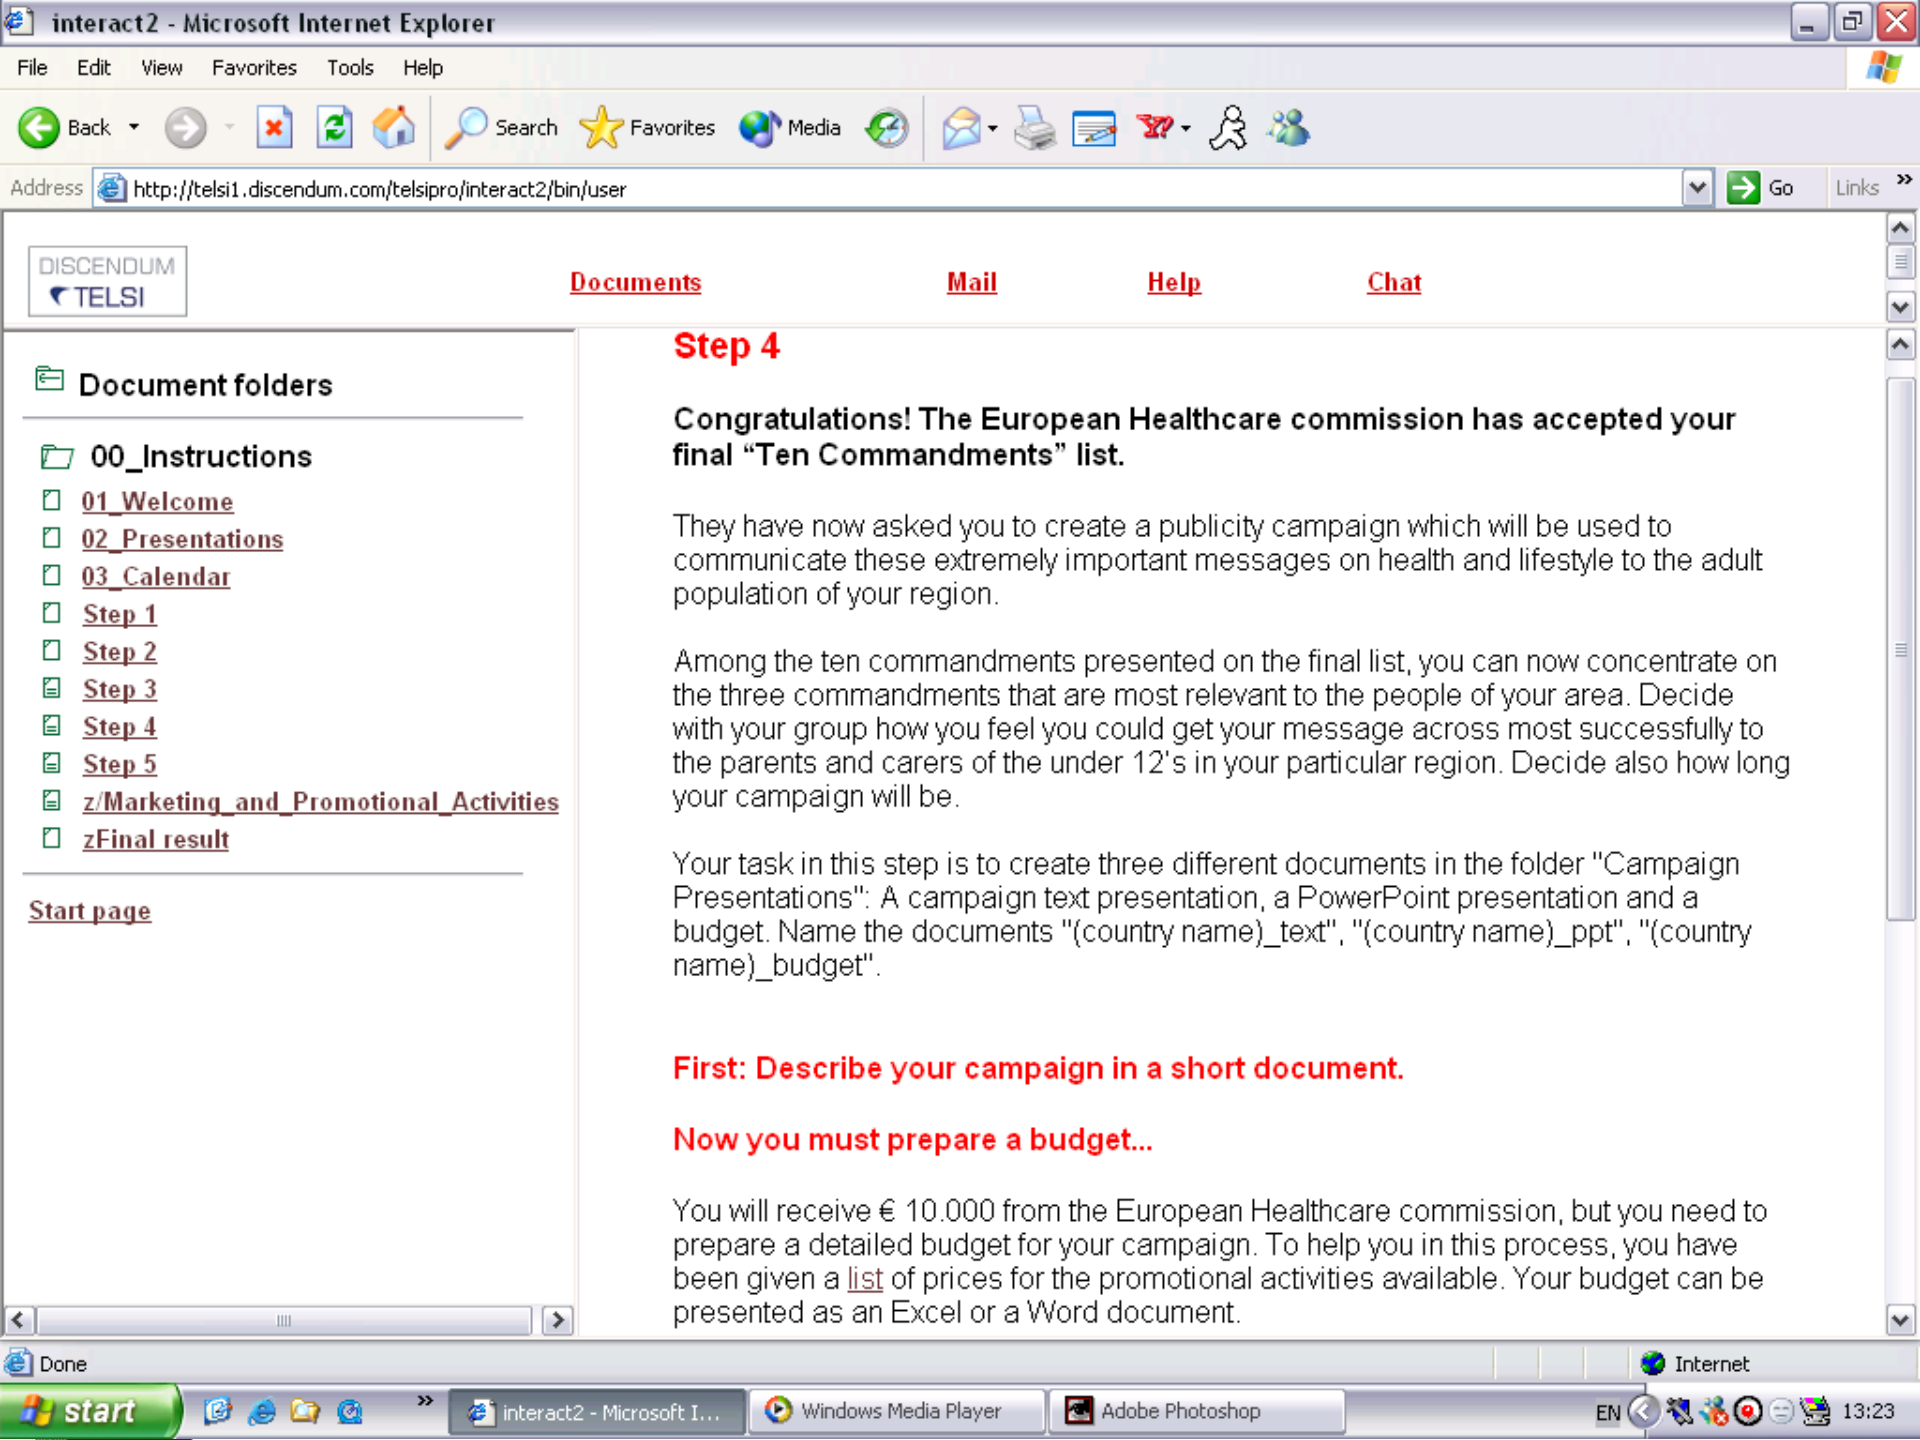 interact2 - Microsoft Internet Explorer
File Edit View Favorites Tools Help
Back Search Favorites Media
Address http://telsi1.discendum.com/telsipro/interact2/bin/user Go Links »
DISCENDUM
TELSI
Documents Mail Help Chat
Document folders
00_Instructions
01_Welcome
02_Presentations
03_Calendar
Step 1
Step 2
Step 3
Step 4
Step 5
z/Marketing_and_Promotional_Activities
zFinal result
Start page
Step 4
Congratulations! The European Healthcare commission has accepted your
final “Ten Commandments” list.
They have now asked you to create a publicity campaign which will be used to
communicate these extremely important messages on health and lifestyle to the adult
population of your region.
Among the ten commandments presented on the final list, you can now concentrate on
the three commandments that are most relevant to the people of your area. Decide
with your group how you feel you could get your message across most successfully to
the parents and carers of the under 12's in your particular region. Decide also how long
your campaign will be.
Your task in this step is to create three different documents in the folder "Campaign
Presentations": A campaign text presentation, a PowerPoint presentation and a
budget. Name the documents "(country name)_text", "(country name)_ppt", "(country
name)_budget".
First: Describe your campaign in a short document.
Now you must prepare a budget...
You will receive € 10.000 from the European Healthcare commission, but you need to
prepare a detailed budget for your campaign. To help you in this process, you have
been given a list of prices for the promotional activities available. Your budget can be
presented as an Excel or a Word document.
Done Internet
start » interact2 - Microsoft I... Windows Media Player Adobe Photoshop EN 13:23